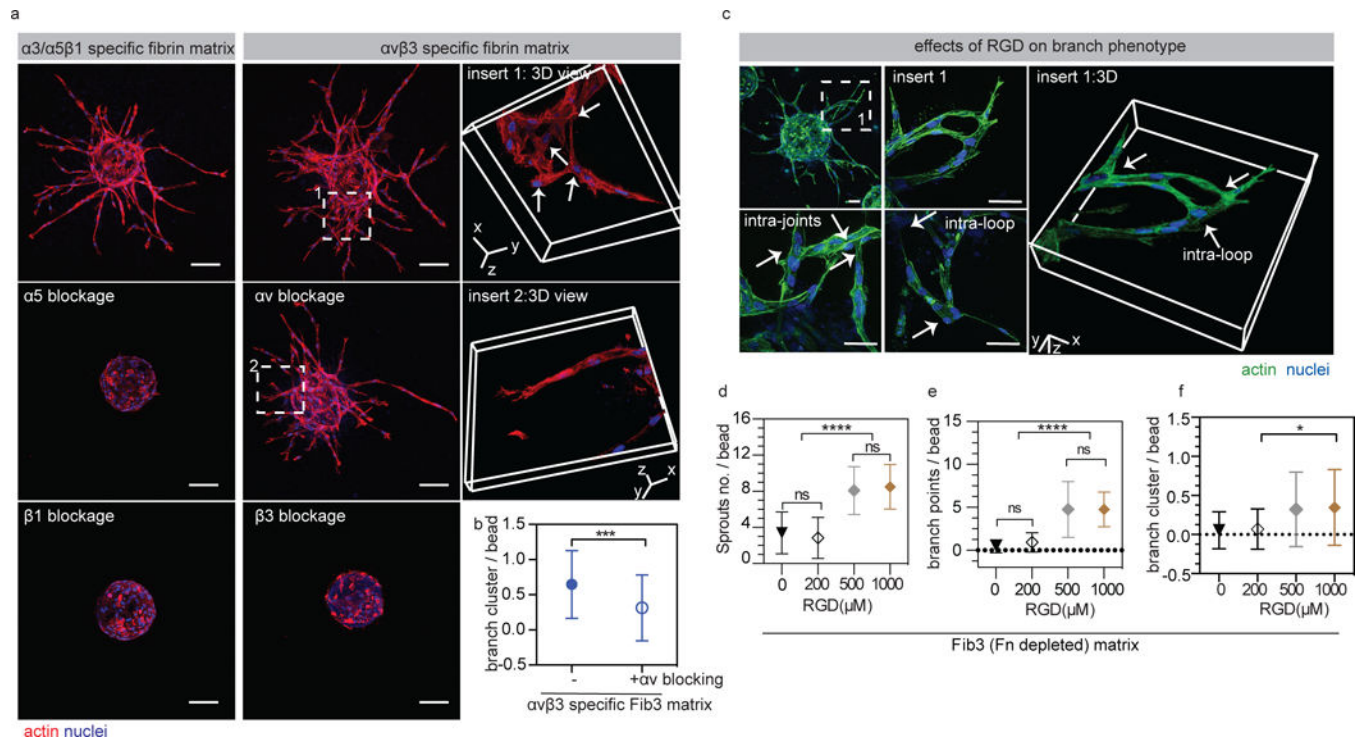 a
α3/α5β1 specific fibrin matrix
αvβ3 specific fibrin matrix
insert 1: 3D view
1
x
y
z
α5 blockage
αv blockage
insert 2:3D view
2
z
x
y
β1 blockage
β3 blockage
actin nuclei
b
branch cluster / bead
1.5
1.0
0.5
0.0
-0.5
***
-
+αv blocking
αvβ3 specific Fib3 matrix
c
effects of RGD on branch phenotype
1
insert 1
insert 1:3D
intra-joints
intra-loop
intra-loop
y
z
x
actin nuclei
d
Sprouts no. / bead
16
12
8
4
0
****
ns
ns
0
200
500
1000
RGD(µM)
e
branch points / bead
15
10
5
0
****
ns
ns
0
200
500
1000
RGD(µM)
f
branch cluster / bead
1.5
1.0
0.5
0.0
-0.5
*
0
200
500
1000
RGD(µM)
Fib3 (Fn depleted) matrix